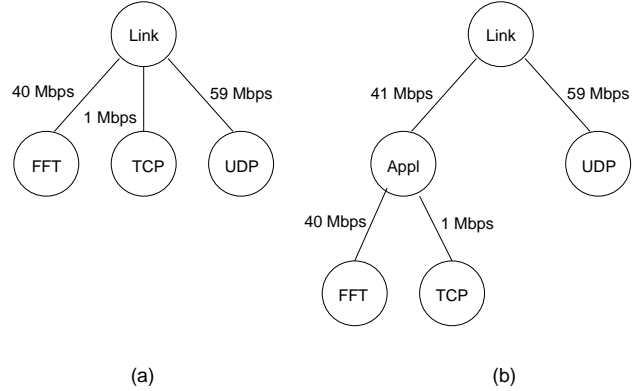 Link
40 Mbps
1 Mbps
59 Mbps
FFT
TCP
UDP
(a)
Link
41 Mbps
59 Mbps
Appl
UDP
40 Mbps
1 Mbps
FFT
TCP
(b)